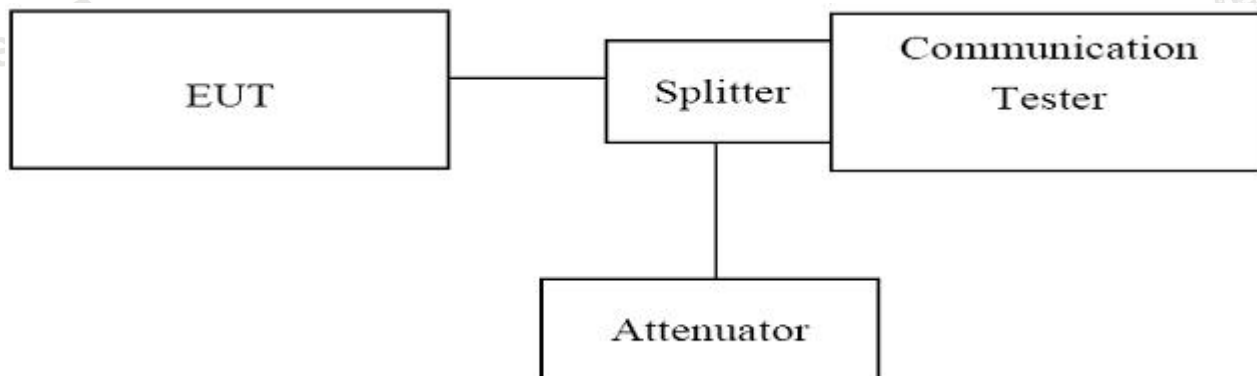 EUT
Splitter
Communication
Tester
Attenuator